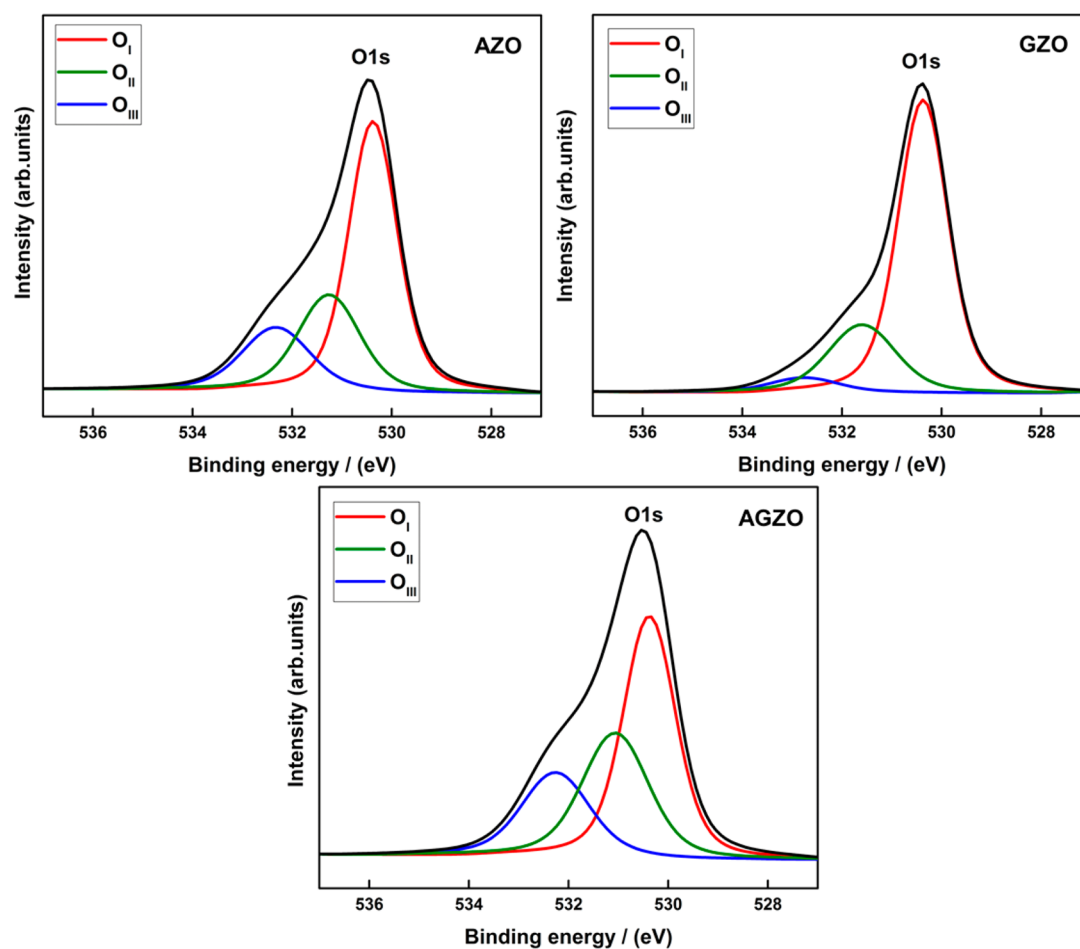 AZO
O1s
O_I
O_II
O_III
Intensity (arb.units)
536 534 532 530 528
Binding energy / (eV)
GZO
O1s
O_I
O_II
O_III
Intensity (arb.units)
536 534 532 530 528
Binding energy / (eV)
AGZO
O1s
O_I
O_II
O_III
Intensity (arb.units)
536 534 532 530 528
Binding energy / (eV)